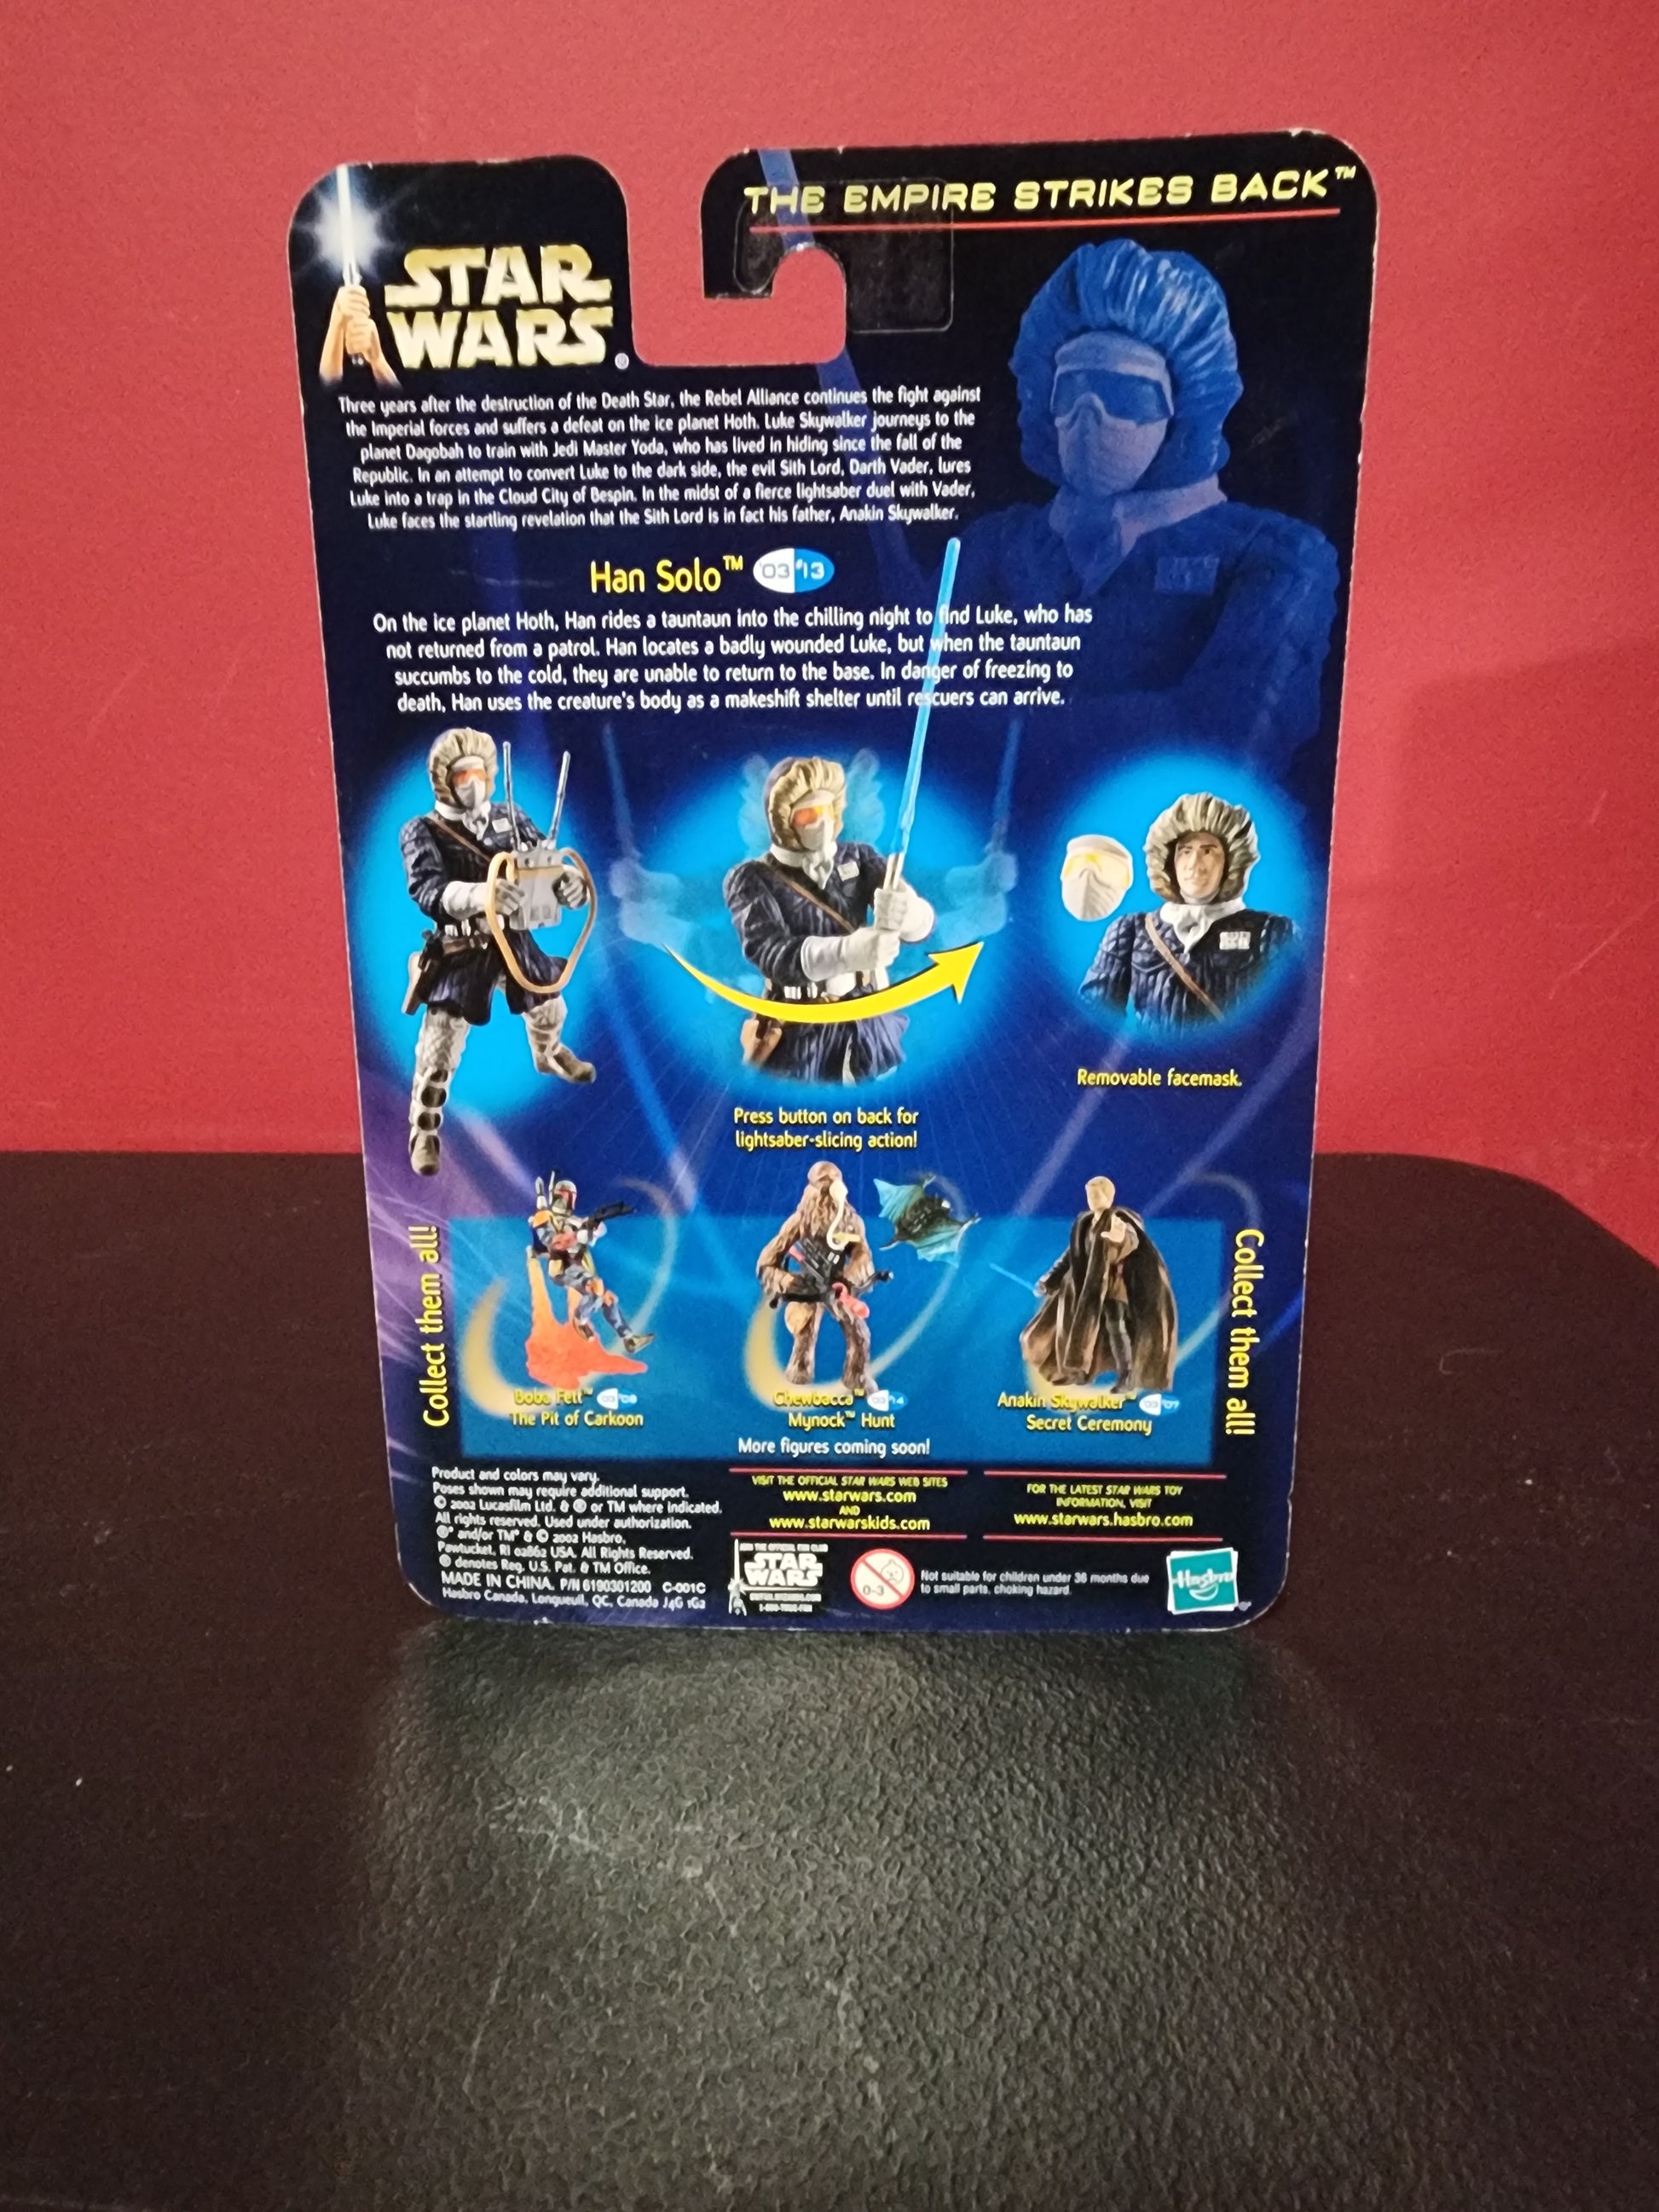 STAR
WARS®
THE EMPIRE STRIKES BACK™
Three years after the destruction of the Death Star, the Rebel Alliance continues the fight against
the Imperial forces and suffers a defeat on the ice planet Hoth. Luke Skywalker journeys to the
planet Dagobah to train with Jedi Master Yoda, who has lived in hiding since the fall of the
Republic. In an attempt to convert Luke to the dark side, the evil Sith Lord, Darth Vader, lures
Luke into a trap in the Cloud City of Bespin. In the midst of a fierce lightsaber duel with Vader,
Luke faces the startling revelation that the Sith Lord is in fact his father, Anakin Skywalker.
Han Solo™ '03 #13
On the ice planet Hoth, Han rides a tauntaun into the chilling night to find Luke, who has
not returned from a patrol. Han locates a badly wounded Luke, but when the tauntaun
succumbs to the cold, they are unable to return to the base. In danger of freezing to
death, Han uses the creature's body as a makeshift shelter until rescuers can arrive.
Removable facemask.
Press button on back for
lightsaber-slicing action!
Collect them all!
Boba Fett™
The Pit of Carkoon
Chewbacca™
Mynock™ Hunt
Anakin Skywalker™
Secret Ceremony
Collect them all!
More figures coming soon!
Product and colors may vary.
Poses shown may require additional support.
© 2002 Lucasfilm Ltd. & ® or TM where indicated.
All rights reserved. Used under authorization.
®* and/or TM* & © 2002 Hasbro,
Pawtucket, RI 02862 USA. All Rights Reserved.
® denotes Reg. U.S. Pat. & TM Office.
MADE IN CHINA. P/N 6190301200 C-001C
Hasbro Canada, Longueuil, QC, Canada J4G 1G2
VISIT THE OFFICIAL STAR WARS WEB SITES
www.starwars.com
AND
www.starwarskids.com
FOR THE LATEST STAR WARS TOY
INFORMATION, VISIT
www.starwars.hasbro.com
JOIN THE OFFICIAL FAN CLUB
STAR
WARS
1-800-TRUE-FAN
0-3
Not suitable for children under 36 months due
to small parts, choking hazard.
Hasbro